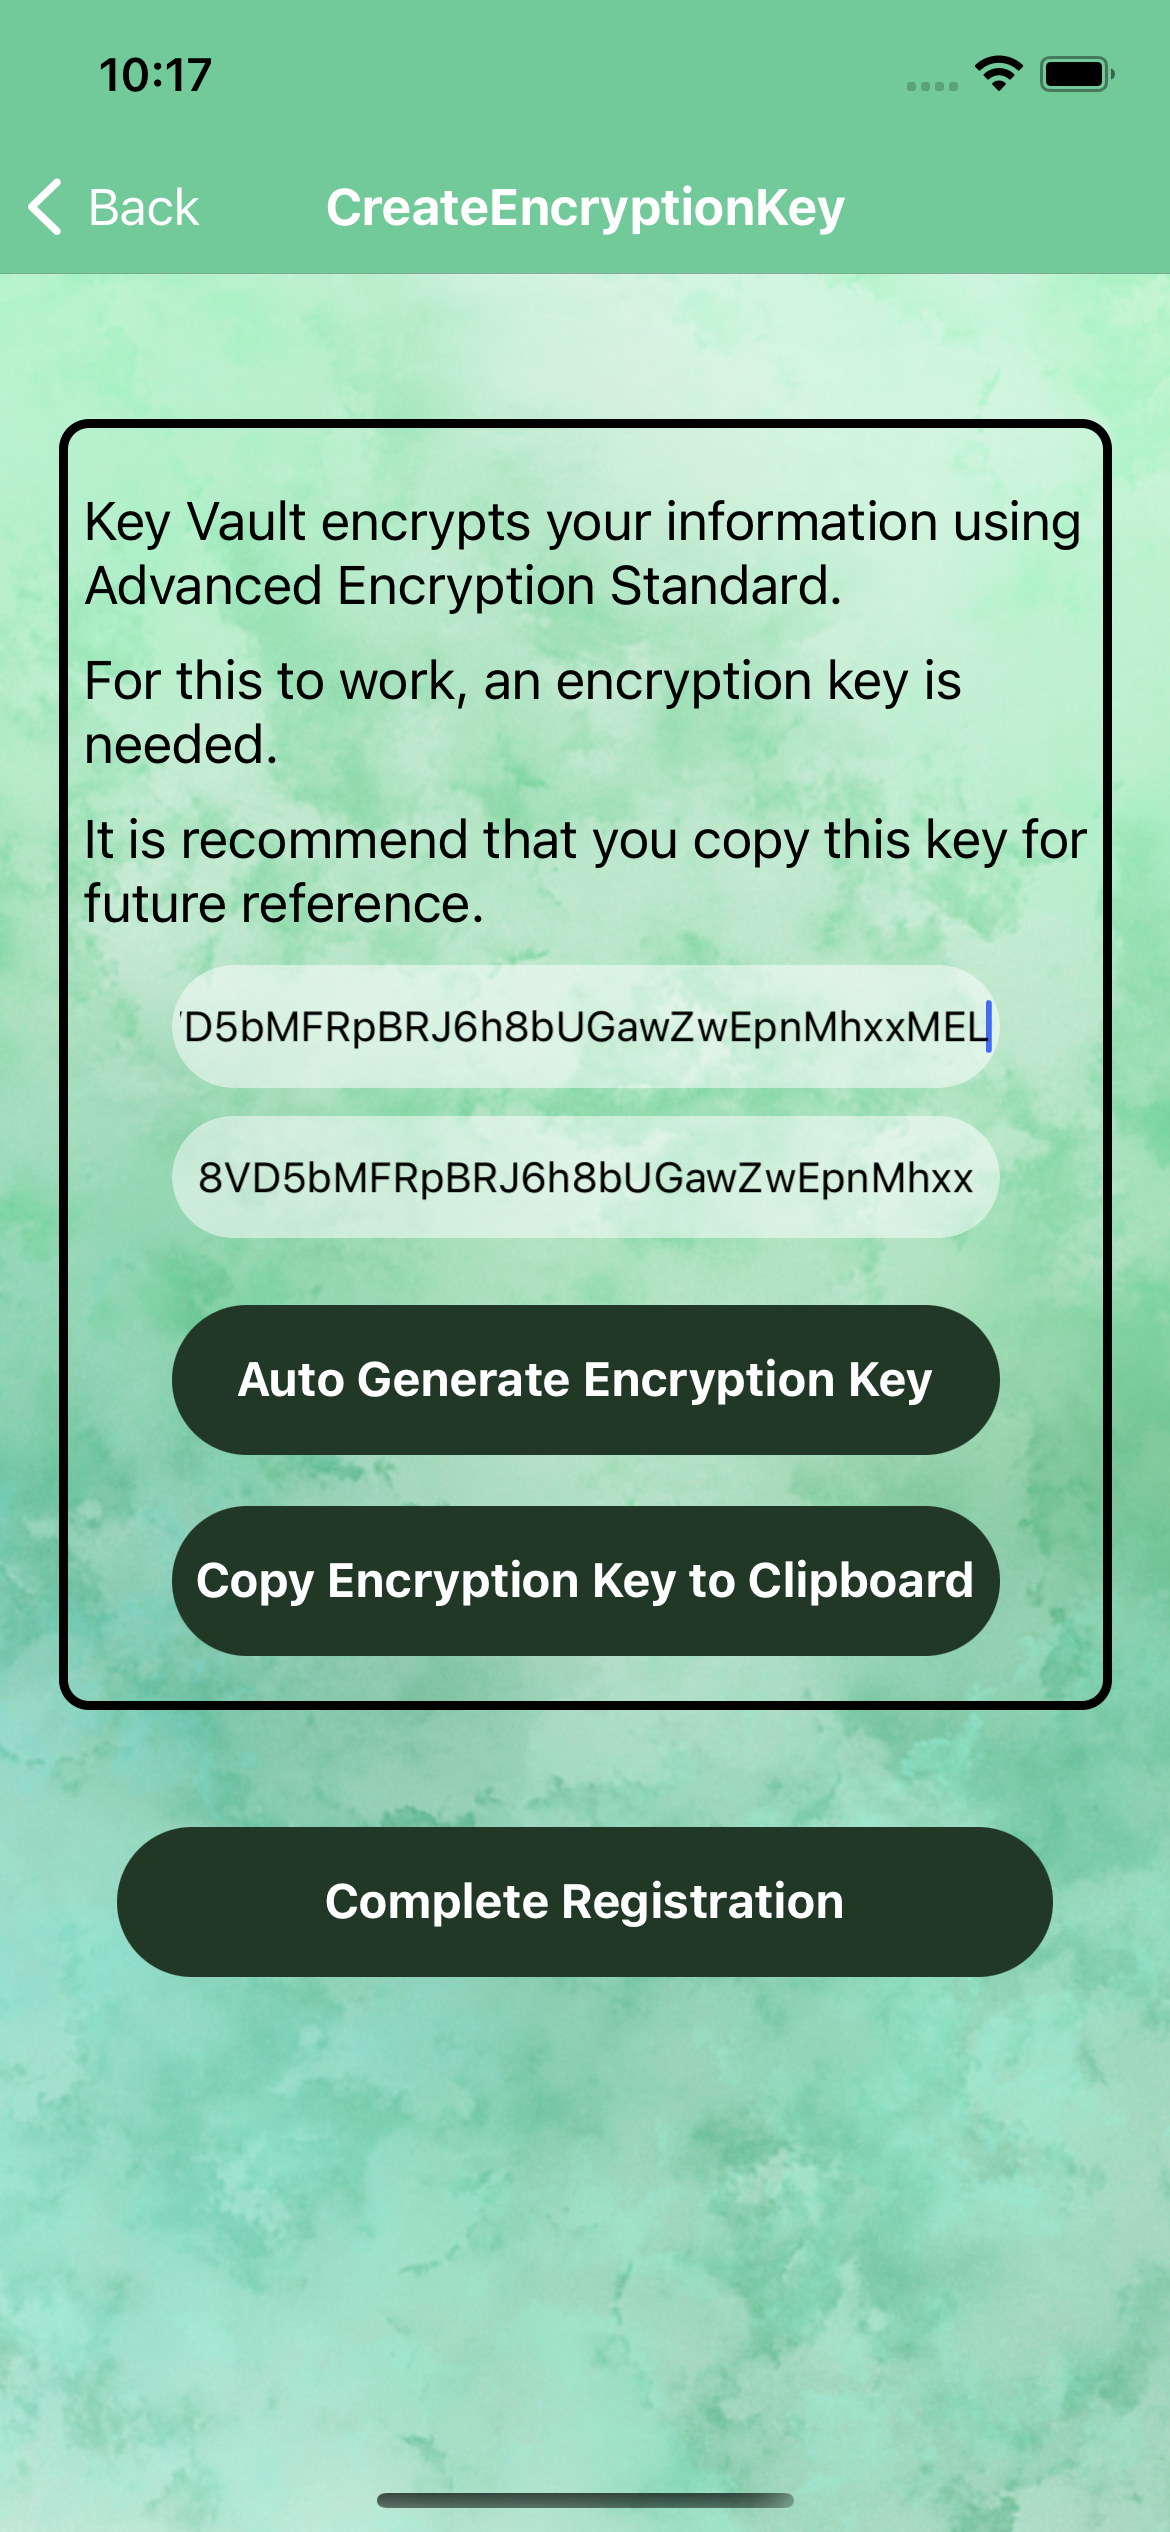 10:17
Back
CreateEncryptionKey
Key Vault encrypts your information using
Advanced Encryption Standard.
For this to work, an encryption key is
needed.
It is recommend that you copy this key for
future reference.
D5bMFRpBRJ6h8bUGawZwEpnMhxxMEL
8VD5bMFRpBRJ6h8bUGawZwEpnMhxx
Auto Generate Encryption Key
Copy Encryption Key to Clipboard
Complete Registration